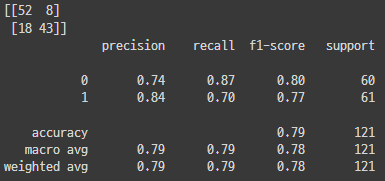 [[52  8]
 [18 43]]
              precision    recall  f1-score   support

           0       0.74      0.87      0.80        60
           1       0.84      0.70      0.77        61

    accuracy                           0.79       121
   macro avg       0.79      0.79      0.78       121
weighted avg       0.79      0.79      0.78       121